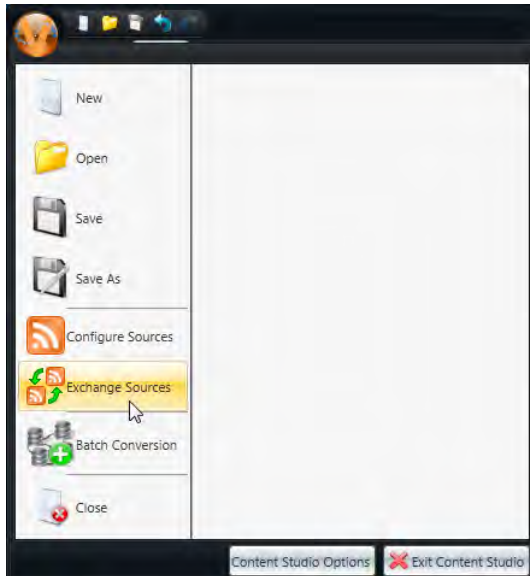 New
Open
Save
Save As
Configure Sources
Exchange Sources
Batch Conversion
Close
Content Studio Options
Exit Content Studio